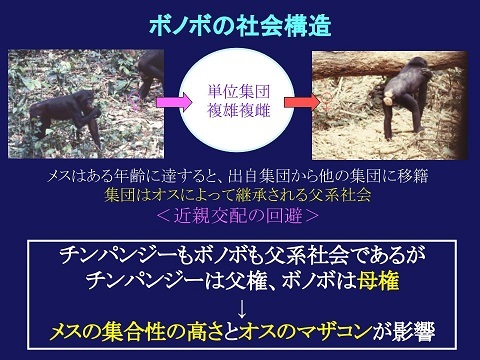 ボノボの社会構造
単位集団
複雄複雌
メスはある年齢に達すると、出自集団から他の集団に移籍
集団はオスによって継承される父系社会
＜近親交配の回避＞
チンパンジーもボノボも父系社会であるが
チンパンジーは父権、ボノボは母権
↓
メスの集合性の高さとオスのマザコンが影響